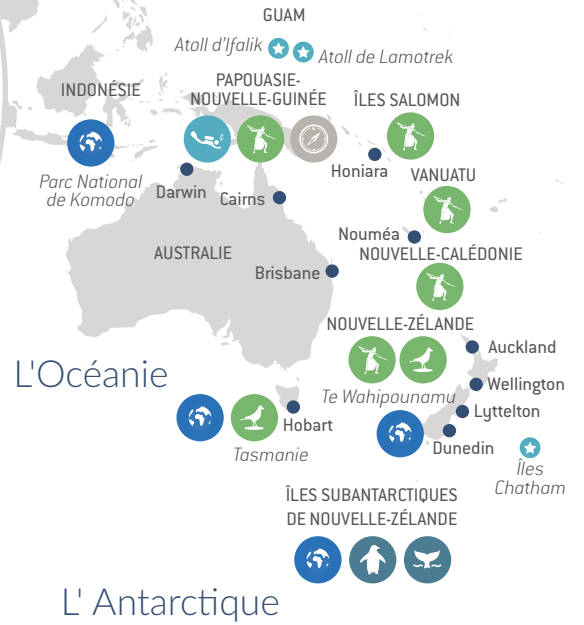 GUAM
Atoll d'Ifalik
Atoll de Lamotrek
INDONÉSIE
PAPOUASIE-
NOUVELLE-GUINÉE
ÎLES SALOMON
Parc National
de Komodo
Darwin
Cairns
Honiara
VANUATU
Nouméa
NOUVELLE-CALÉDONIE
AUSTRALIE
Brisbane
NOUVELLE-ZÉLANDE
Auckland
L'Océanie
Wellington
Te Wahipounamu
Lyttelton
Hobart
Dunedin
Tasmanie
Îles
Chatham
ÎLES SUBANTARCTIQUES
DE NOUVELLE-ZÉLANDE
L' Antarctique